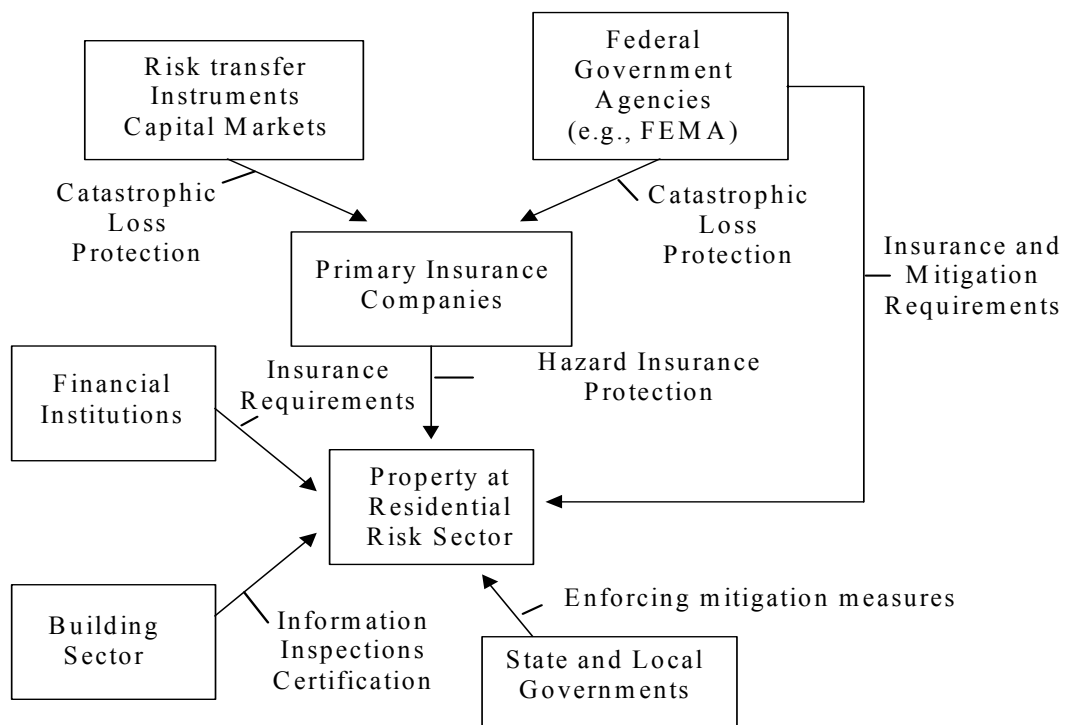 Risk transfer
Instruments
Capital Markets
Federal
Government
Agencies
(e.g., FEMA)
Catastrophic
Loss
Protection
Catastrophic
Loss
Protection
Insurance and
Mitigation
Requirements
Primary Insurance
Companies
Financial
Institutions
Insurance
Requirements
Hazard Insurance
Protection
Property at
Residential
Risk Sector
Building
Sector
Information
Inspections
Certification
Enforcing mitigation measures
State and Local
Governments